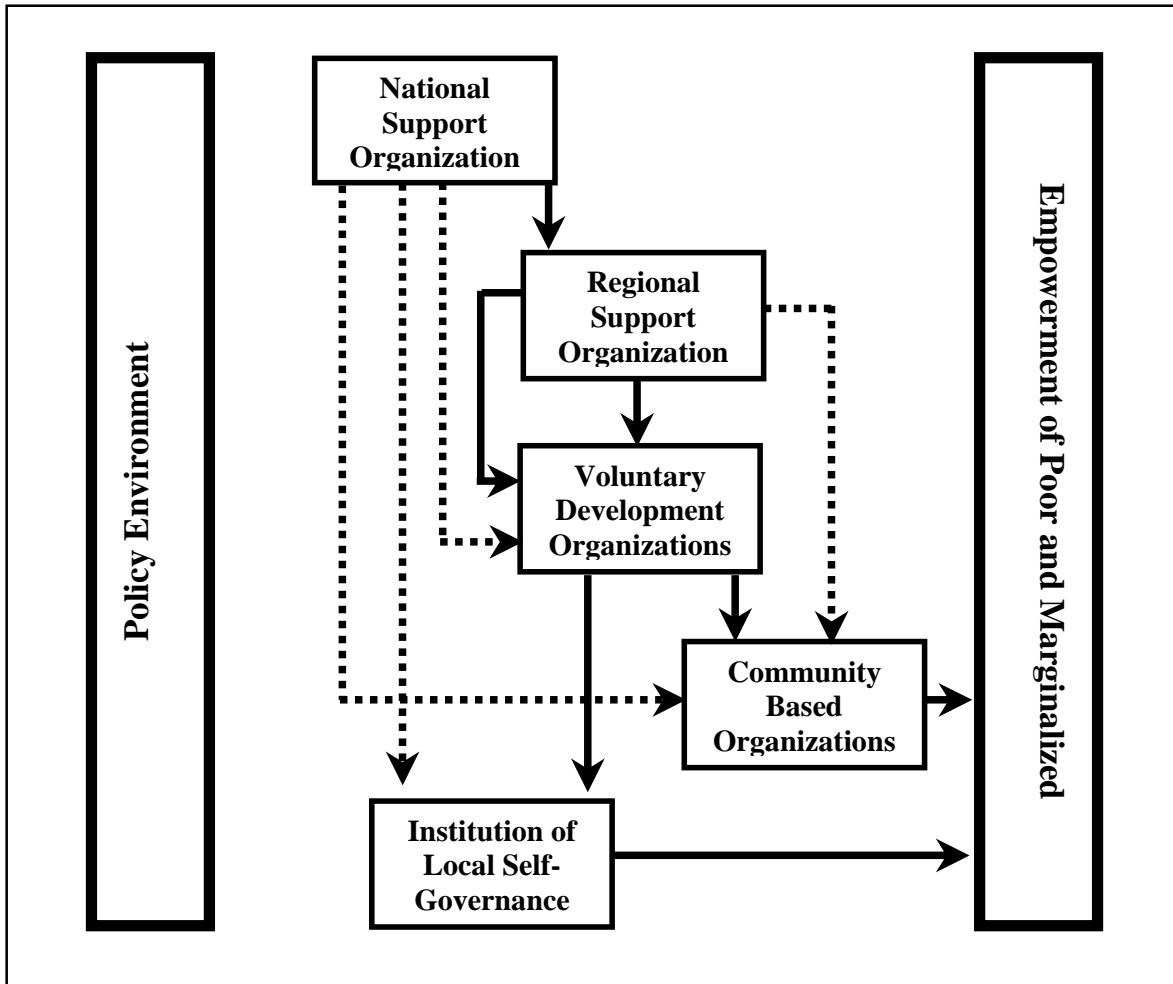 Policy Environment
National
Support
Organization
Regional
Support
Organization
Voluntary
Development
Organizations
Community
Based
Organizations
Institution of
Local Self-
Governance
Empowerment of Poor and Marginalized